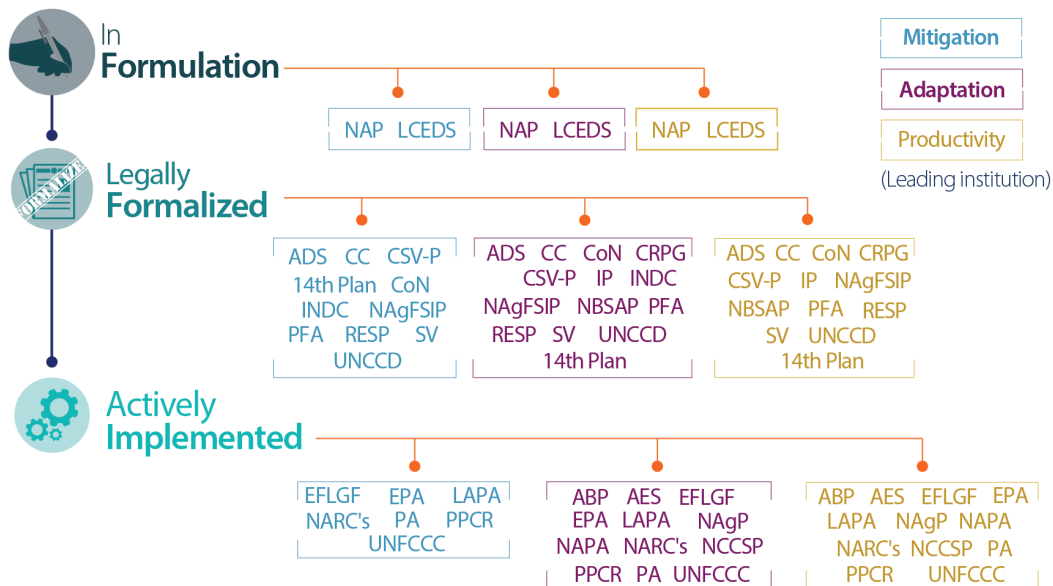 In
Formulation
Mitigation
Adaptation
Productivity
(Leading institution)
NAP LCEDS
NAP LCEDS
NAP LCEDS
FORMALIZE
Legally
Formalized
ADS CC CSV-P
14th Plan CoN
INDC NAgFSIP
PFA RESP SV
UNCCD
ADS CC CoN CRPG
CSV-P IP INDC
NAgFSIP NBSAP PFA
RESP SV UNCCD
14th Plan
ADS CC CoN CRPG
CSV-P IP NAgFSIP
NBSAP PFA RESP
SV UNCCD
14th Plan
Actively
Implemented
EFLGF EPA LAPA
NARC's PA PPCR
UNFCCC
ABP AES EFLGF
EPA LAPA NAgP
NAPA NARC's NCCSP
PPCR PA UNFCCC
ABP AES EFLGF EPA
LAPA NAgP NAPA
NARC's NCCSP PA
PPCR UNFCCC